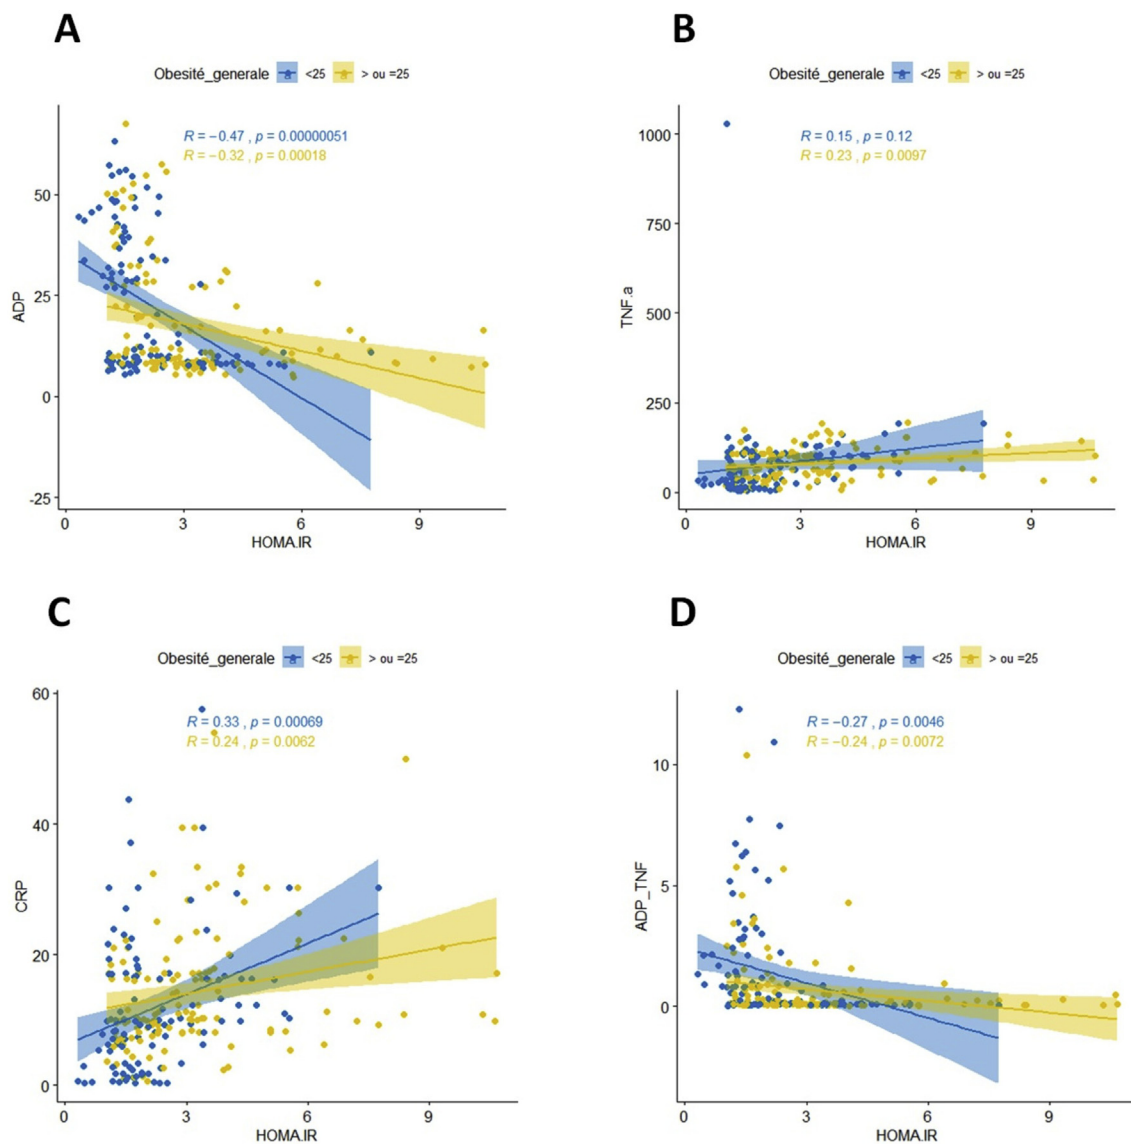 A
Obesité_generale <25 > ou =25
R = −0.47 , p = 0.00000051
R = −0.32 , p = 0.00018
50
25
0
-25
ADP
0 3 6 9
HOMA.IR
B
Obesité_generale <25 > ou =25
R = 0.15 , p = 0.12
R = 0.23 , p = 0.0097
1000
750
500
250
0
TNF.a
0 3 6 9
HOMA.IR
C
Obesité_generale <25 > ou =25
R = 0.33 , p = 0.00069
R = 0.24 , p = 0.0062
60
40
20
0
CRP
0 3 6 9
HOMA.IR
D
Obesité_generale <25 > ou =25
R = −0.27 , p = 0.0046
R = −0.24 , p = 0.0072
10
5
0
ADP_TNF
0 3 6 9
HOMA.IR